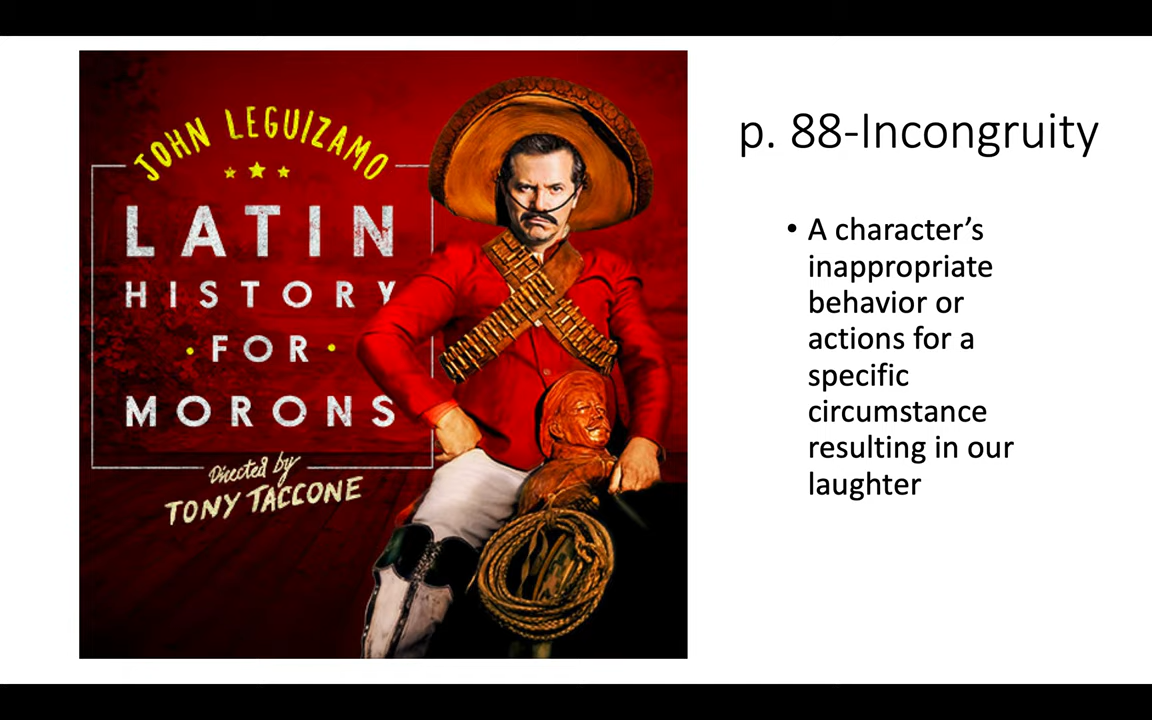 JOHN LEGUIZAMO
LATIN
HISTORY
· FOR ·
MORONS
Directed by
TONY TACCONE
p. 88-Incongruity
• A character’s
inappropriate
behavior or
actions for a
specific
circumstance
resulting in our
laughter